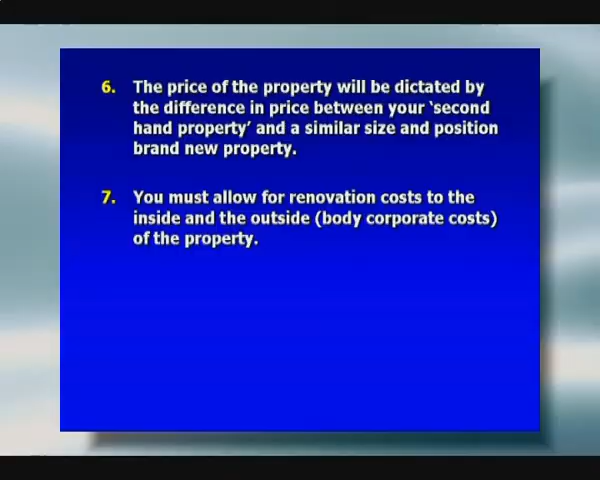 6. The price of the property will be dictated by
the difference in price between your ‘second
hand property’ and a similar size and position
brand new property.
7. You must allow for renovation costs to the
inside and the outside (body corporate costs)
of the property.